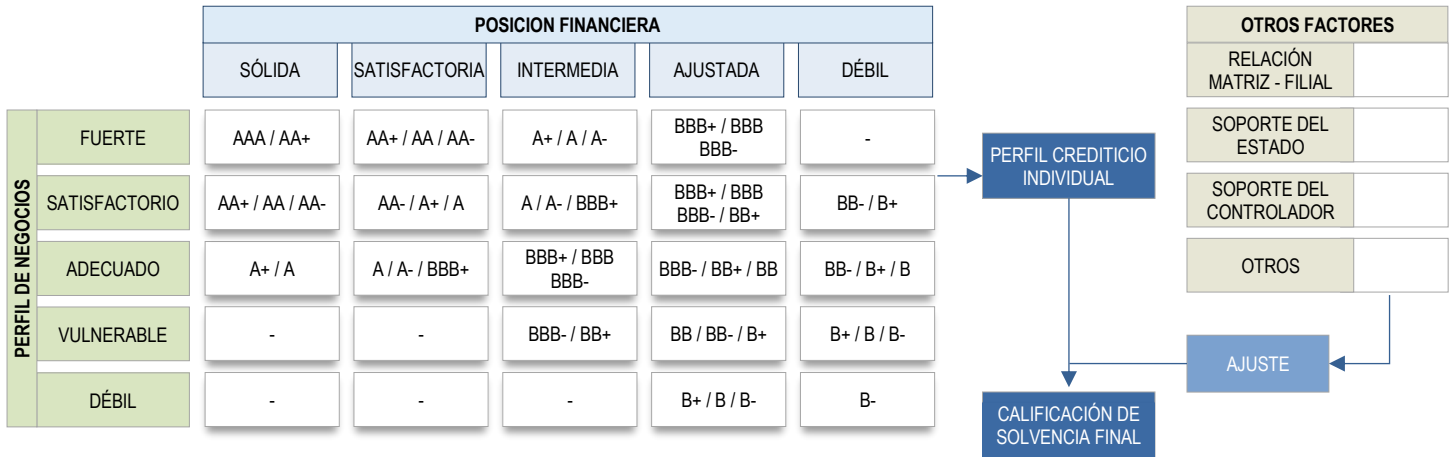 POSICION FINANCIERA
SÓLIDA
SATISFACTORIA
INTERMEDIA
AJUSTADA
DÉBIL
PERFIL DE NEGOCIOS
FUERTE
AAA / AA+
AA+ / AA / AA-
A+ / A / A-
BBB+ / BBB
BBB-
-
SATISFACTORIO
AA+ / AA / AA-
AA- / A+ / A
A / A- / BBB+
BBB+ / BBB
BBB- / BB+
BB- / B+
ADECUADO
A+ / A
A / A- / BBB+
BBB+ / BBB
BBB-
BBB- / BB+ / BB
BB- / B+ / B
VULNERABLE
-
-
BBB- / BB+
BB / BB- / B+
B+ / B / B-
DÉBIL
-
-
-
B+ / B / B-
B-
PERFIL CREDITICIO
INDIVIDUAL
CALIFICACIÓN DE
SOLVENCIA FINAL
OTROS FACTORES
RELACIÓN
MATRIZ - FILIAL
SOPORTE DEL
ESTADO
SOPORTE DEL
CONTROLADOR
OTROS
AJUSTE